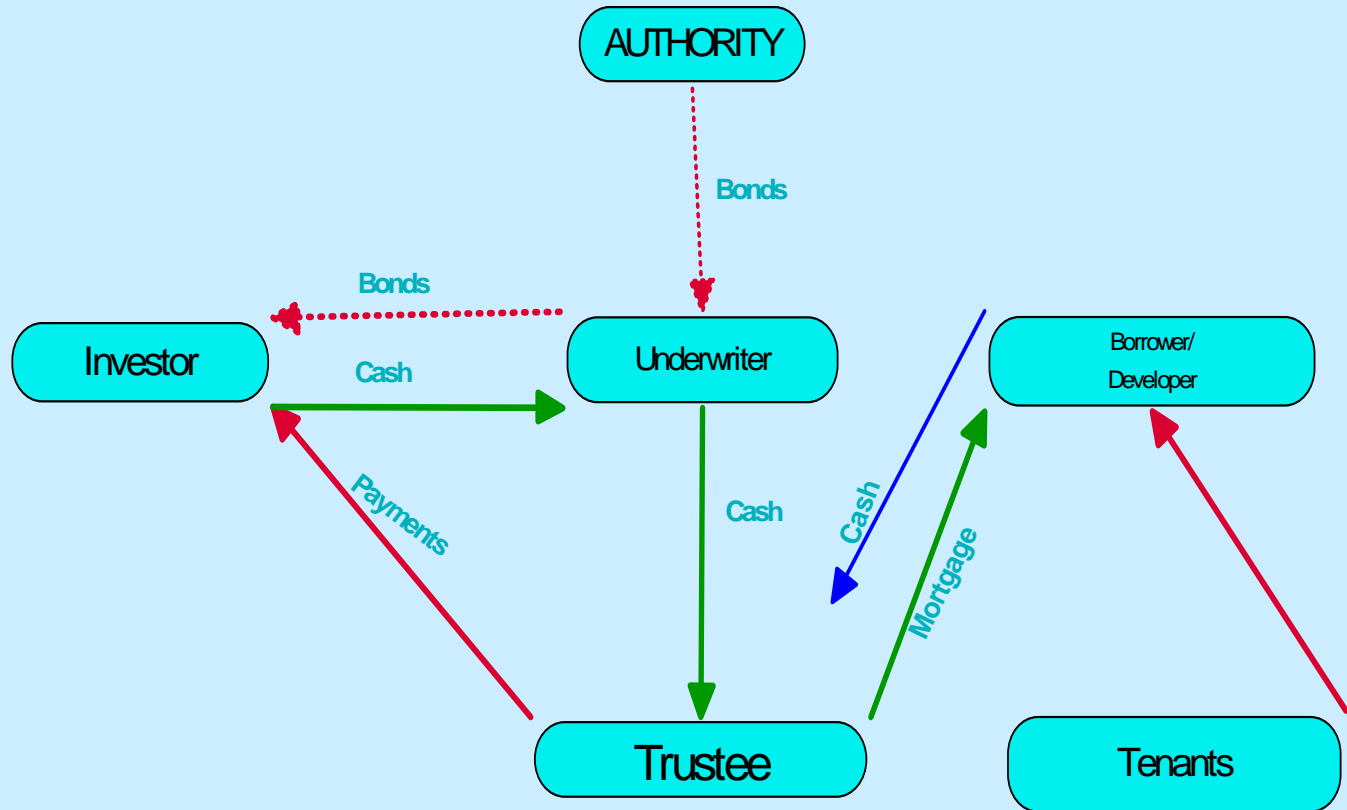 AUTHORITY
Bonds
Bonds
Investor
Cash
Underwriter
Borrower/
Developer
Payments
Cash
Cash
Mortgage
Trustee
Tenants